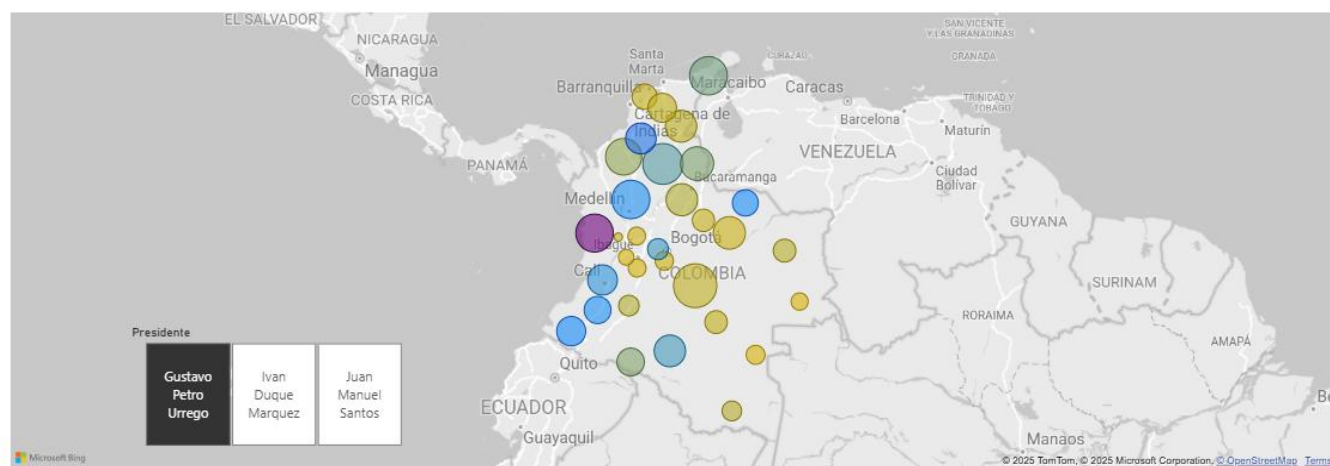 EL SALVADOR
NICARAGUA
Managua
COSTA RICA
PANAMÁ
Santa
Marta
Barranquilla
Maracaibo
CURAZAO
Caracas
SAN VICENTE
Y LAS GRANADINAS
GRANADA
TRINIDAD Y
TOBAGO
Cartagena de
Indias
Barcelona
Maturín
VENEZUELA
Ciudad
Bolívar
Bucaramanga
Medellín
GUYANA
Bogotá
Ibagué
Cali
COLOMBIA
SURINAM
RORAIMA
AMAPÁ
Quito
ECUADOR
Guayaquil
Manaos
Be
Presidente
Gustavo
Petro
Urrego
Ivan
Duque
Marquez
Juan
Manuel
Santos
Microsoft Bing
© 2025 TomTom, © 2025 Microsoft Corporation, © OpenStreetMap Terms